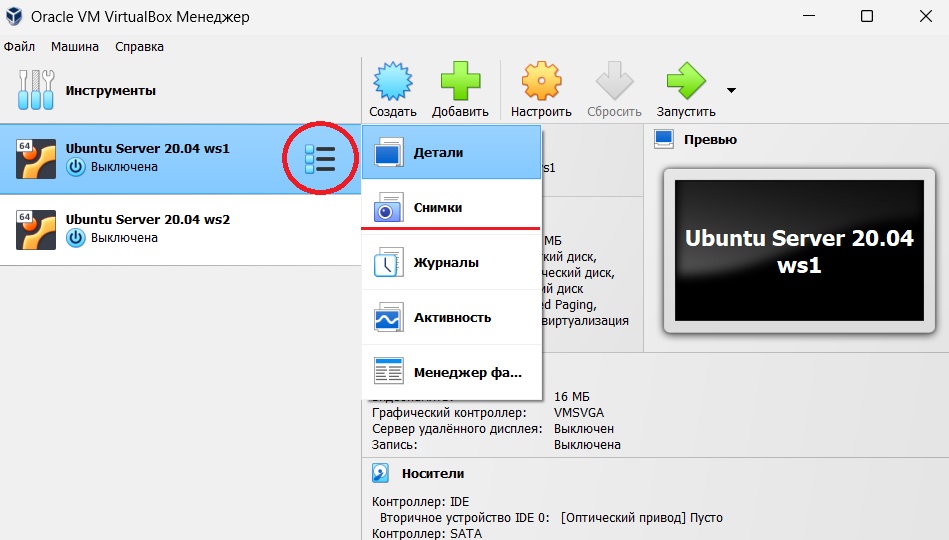 Oracle VM VirtualBox Менеджер
Файл Машина Справка
Инструменты
Создать Добавить Настроить Сбросить Запустить
64
Ubuntu Server 20.04 ws1
Выключена
64
Ubuntu Server 20.04 ws2
Выключена
Детали
Снимки
Журналы
Активность
Менеджер фа...
s1
МБ
кий диск,
ческий диск,
ий диск
d Paging,
виртуализация
Превью
Ubuntu Server 20.04
ws1
16 МБ
Графический контроллер: VMSVGA
Сервер удалённого дисплея: Выключен
Запись: Выключена
Носители
Контроллер: IDE
Вторичное устройство IDE 0: [Оптический привод] Пусто
Контроллер: SATA